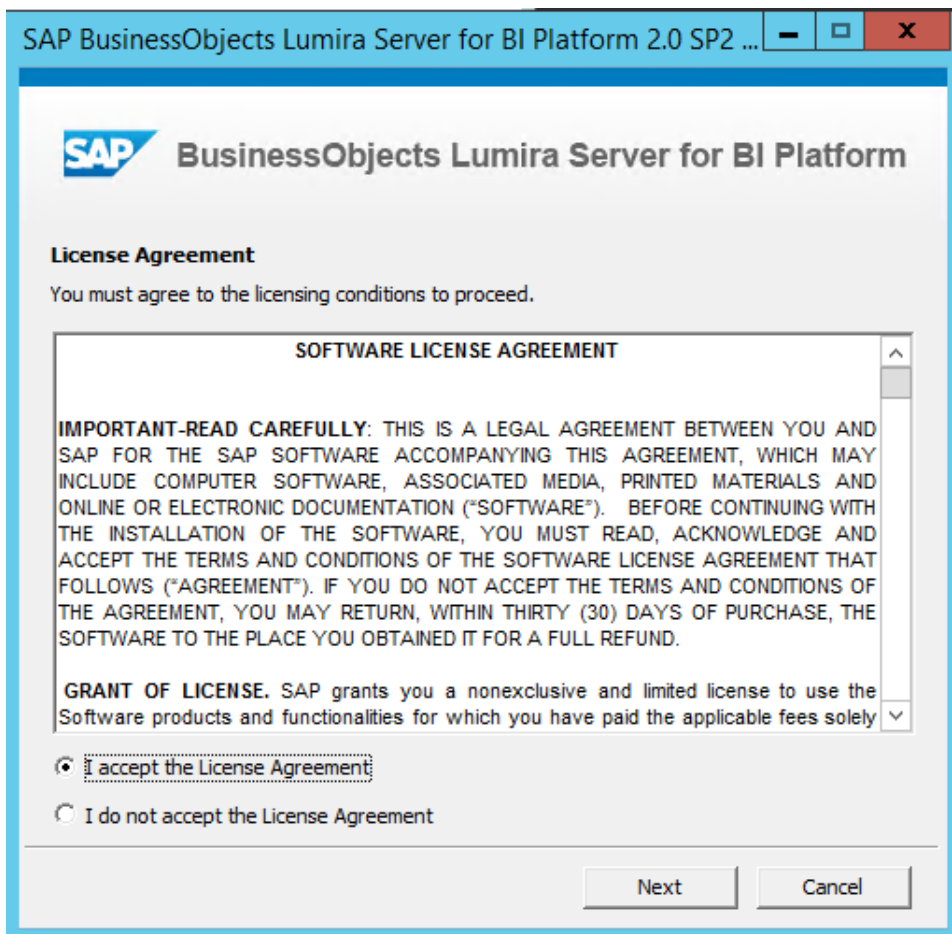 SAP BusinessObjects Lumira Server for BI Platform 2.0 SP2 ...
SAP BusinessObjects Lumira Server for BI Platform
License Agreement
You must agree to the licensing conditions to proceed.
SOFTWARE LICENSE AGREEMENT
IMPORTANT-READ CAREFULLY: THIS IS A LEGAL AGREEMENT BETWEEN YOU AND
SAP FOR THE SAP SOFTWARE ACCOMPANYING THIS AGREEMENT, WHICH MAY
INCLUDE COMPUTER SOFTWARE, ASSOCIATED MEDIA, PRINTED MATERIALS AND
ONLINE OR ELECTRONIC DOCUMENTATION (“SOFTWARE”). BEFORE CONTINUING WITH
THE INSTALLATION OF THE SOFTWARE, YOU MUST READ, ACKNOWLEDGE AND
ACCEPT THE TERMS AND CONDITIONS OF THE SOFTWARE LICENSE AGREEMENT THAT
FOLLOWS (“AGREEMENT”). IF YOU DO NOT ACCEPT THE TERMS AND CONDITIONS OF
THE AGREEMENT, YOU MAY RETURN, WITHIN THIRTY (30) DAYS OF PURCHASE, THE
SOFTWARE TO THE PLACE YOU OBTAINED IT FOR A FULL REFUND.
GRANT OF LICENSE. SAP grants you a nonexclusive and limited license to use the
Software products and functionalities for which you have paid the applicable fees solely
I accept the License Agreement
I do not accept the License Agreement
Next Cancel